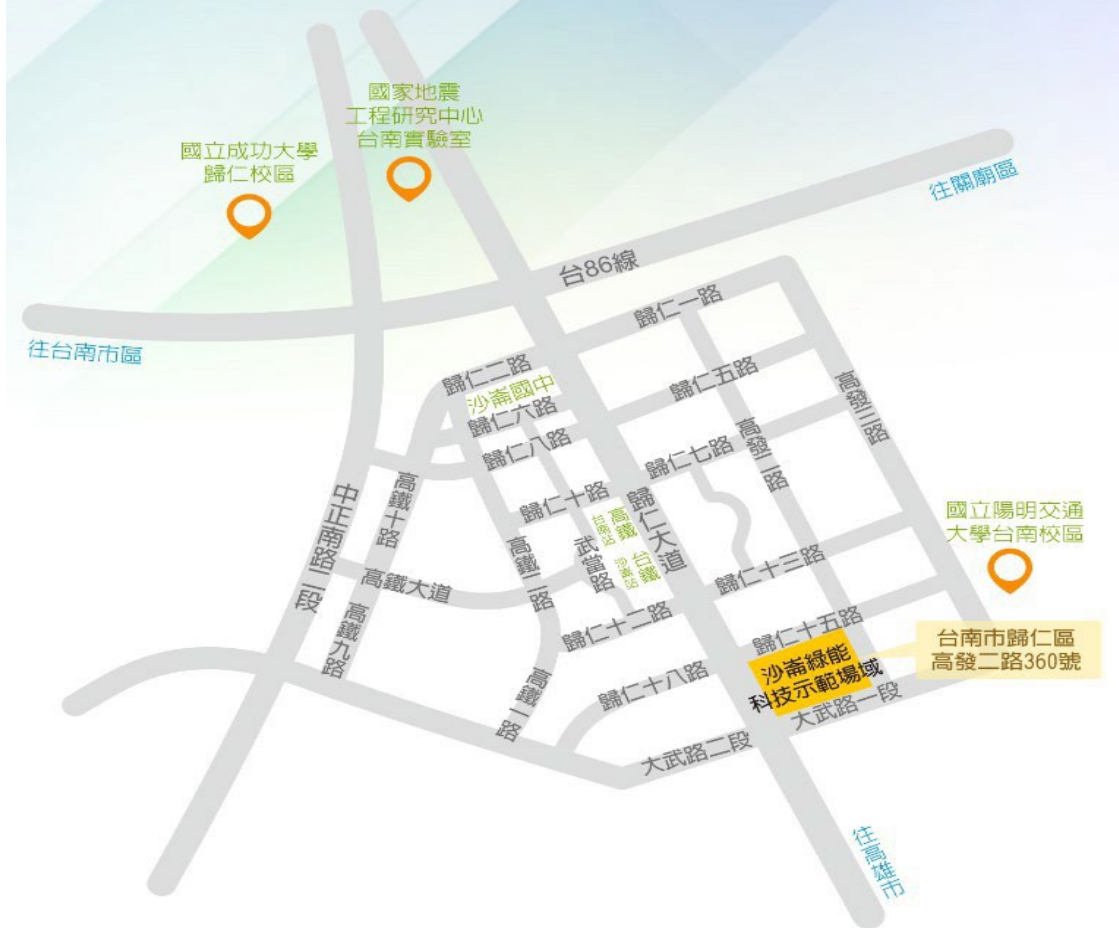 國家地震
工程研究中心
台南實驗室
國立成功大學
歸仁校區
往關廟區
台86線
往台南市區
歸仁一路
歸仁二路
沙崙國中
歸仁六路
歸仁五路
高發三路
歸仁八路
歸仁七路
高發二路
歸仁十路
高鐵十路
中正南路二段
高鐵
台南站
歸仁大道
武當路
台鐵
沙崙站
高鐵二路
國立陽明交通
大學台南校區
高鐵大道
歸仁十三路
高鐵九路
歸仁十二路
歸仁十五路
台南市歸仁區
高發二路360號
沙崙綠能
科技示範場域
歸仁十八路
高鐵一路
大武路一段
大武路二段
往高雄市